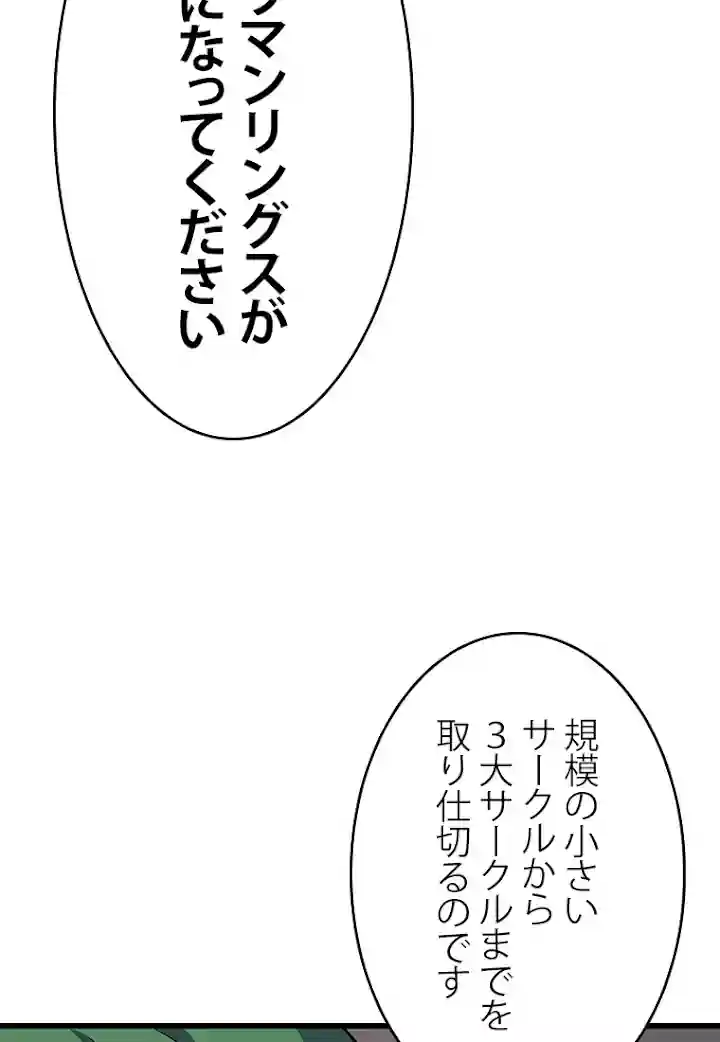 マンリングスが
になってください
規模の小さい
サークルから
3大サークルまでを
取り仕切るのです